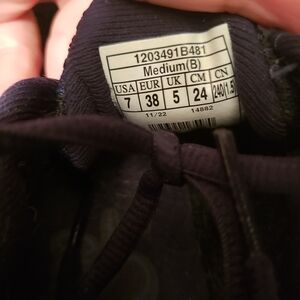 1203491B481
Medium(B)
USA EUR UK CM CN
7 38 5 24 240(1.5)
11/22 14882